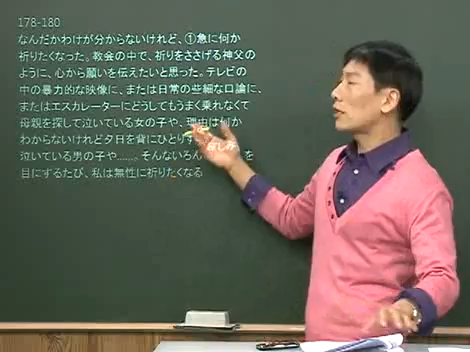 178-180
なんだかわけが分からないけれど、①急に何か
祈りたくなった。教会の中で、祈りをささげる神父の
ように、心から願いを伝えたいと思った。テレビの
中の暴力的な映像に、または日常の些細な口論に、
またはエスカレーターにどうしてもうまく乗れなくて
母親を探して泣いている女の子や、理由は何か
わからないけれど夕日を背にひとり
泣いている男の子や……。そんないろん を
目にするたび、私は無性に祈りたくなる